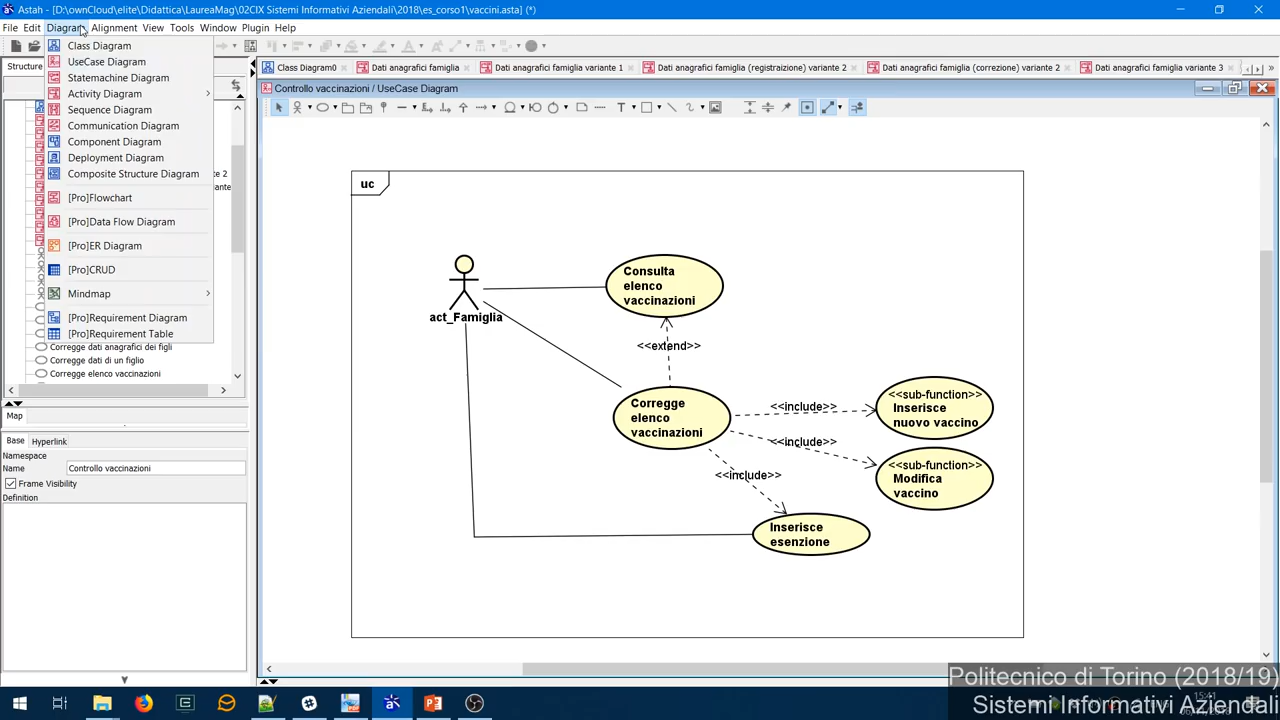 Astah - [D:\ownCloud\elite\Didattica\LaureaMag\02CIX Sistemi Informativi Aziendali\2018\es_corso1\vaccini.asta] (*)
File Edit Diagram Alignment View Tools Window Plugin Help
Structure
Class Diagram
UseCase Diagram
Statemachine Diagram
Activity Diagram
Sequence Diagram
Communication Diagram
Component Diagram
Deployment Diagram
Composite Structure Diagram
[Pro]Flowchart
[Pro]Data Flow Diagram
[Pro]ER Diagram
[Pro]CRUD
Mindmap
[Pro]Requirement Diagram
[Pro]Requirement Table
Corregge dati anagrafici dei figli
Corregge dati di un figlio
Corregge elenco vaccinazioni
Map
Base Hyperlink
Namespace
Name Controllo vaccinazioni
Frame Visibility
Definition
Class Diagram0 Dati anagrafici famiglia Dati anagrafici famiglia variante 1 Dati anagrafici famiglia (registraizione) variante 2 Dati anagrafici famiglia (correzione) variante 2 Dati anagrafici famiglia variante 3
Controllo vaccinazioni / UseCase Diagram
uc
act_Famiglia
Consulta
elenco
vaccinazioni
<<extend>>
Corregge
elenco
vaccinazioni
<<include>>
<<include>>
<<include>>
<<sub-function>>
Inserisce
nuovo vaccino
<<sub-function>>
Modifica
vaccino
Inserisce
esenzione
Politecnico di Torino (2018/19)
Sistemi Informativi Aziendali
15:41